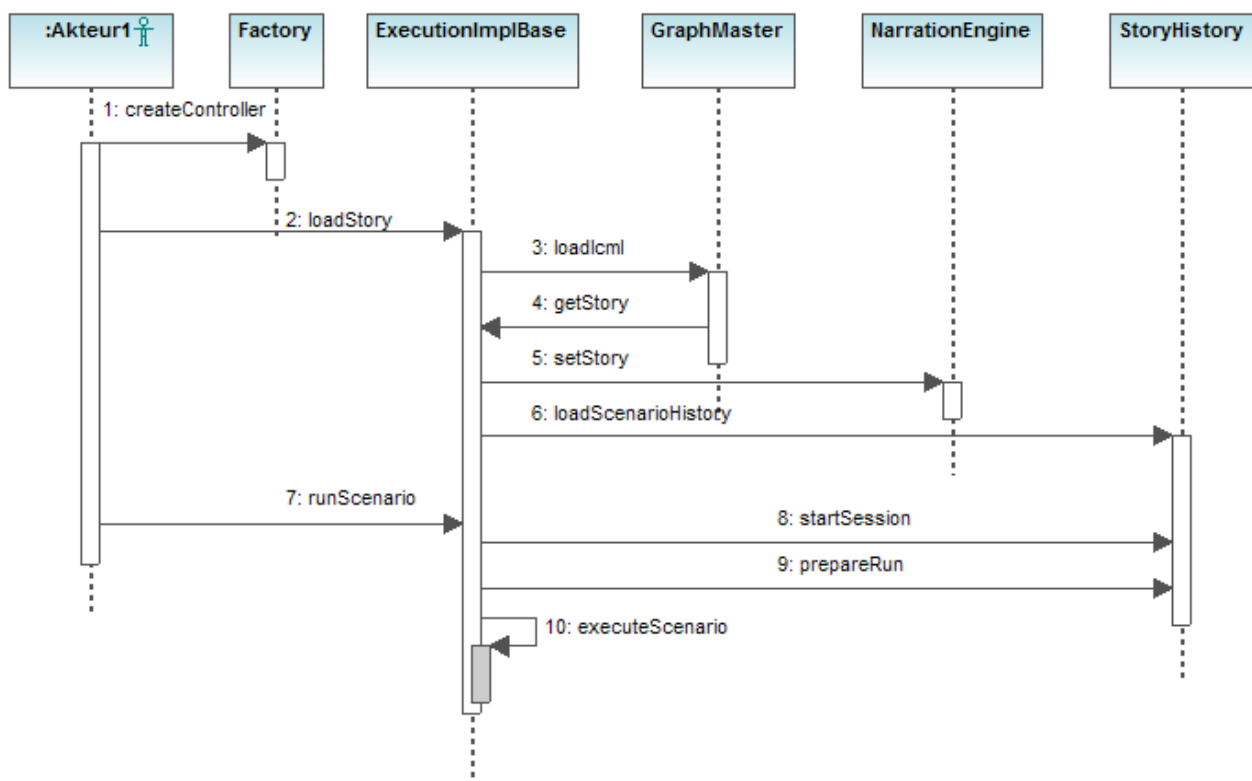 :Akteur1
Factory
ExecutionImplBase
GraphMaster
NarrationEngine
StoryHistory
1: createController
2: loadStory
3: loadIcml
4: getStory
5: setStory
6: loadScenarioHistory
7: runScenario
8: startSession
9: prepareRun
10: executeScenario